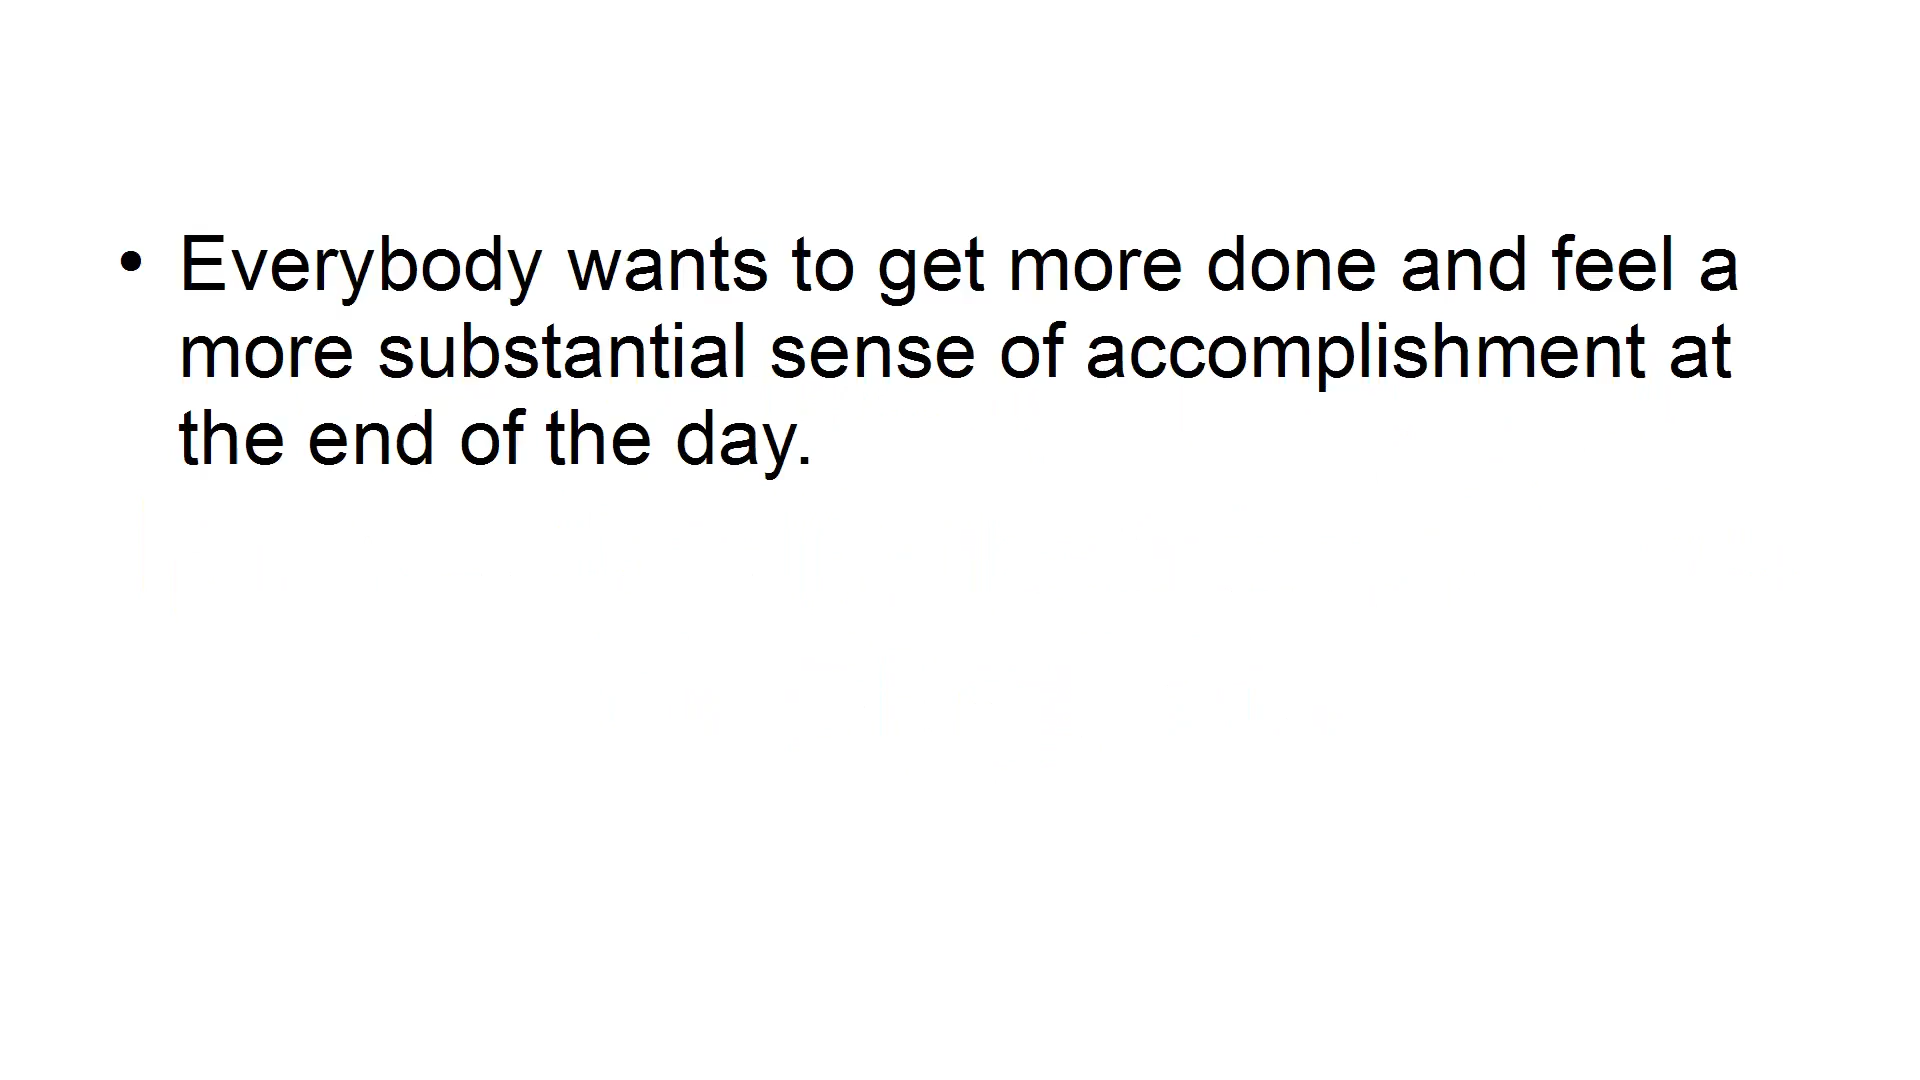 • Everybody wants to get more done and feel a
more substantial sense of accomplishment at
the end of the day.